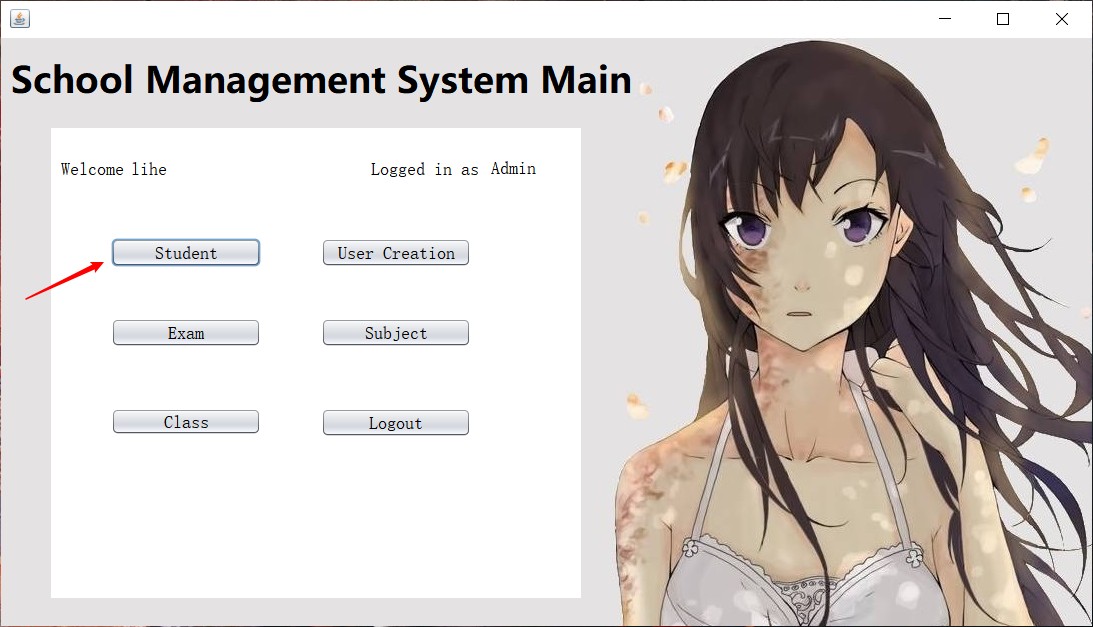 School Management System Main
Welcome lihe Logged in as Admin
Student User Creation
Exam Subject
Class Logout